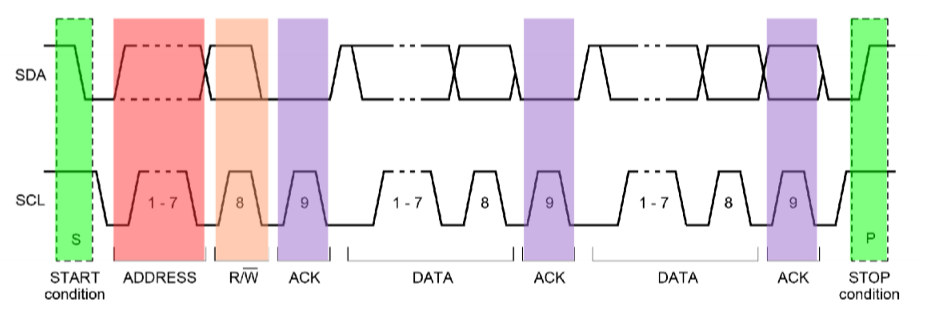 SDA
SCL
1 - 7
8
9
1 - 7
8
9
1 - 7
8
9
S
P
START
condition
ADDRESS
R/W̅
ACK
DATA
ACK
DATA
ACK
STOP
condition